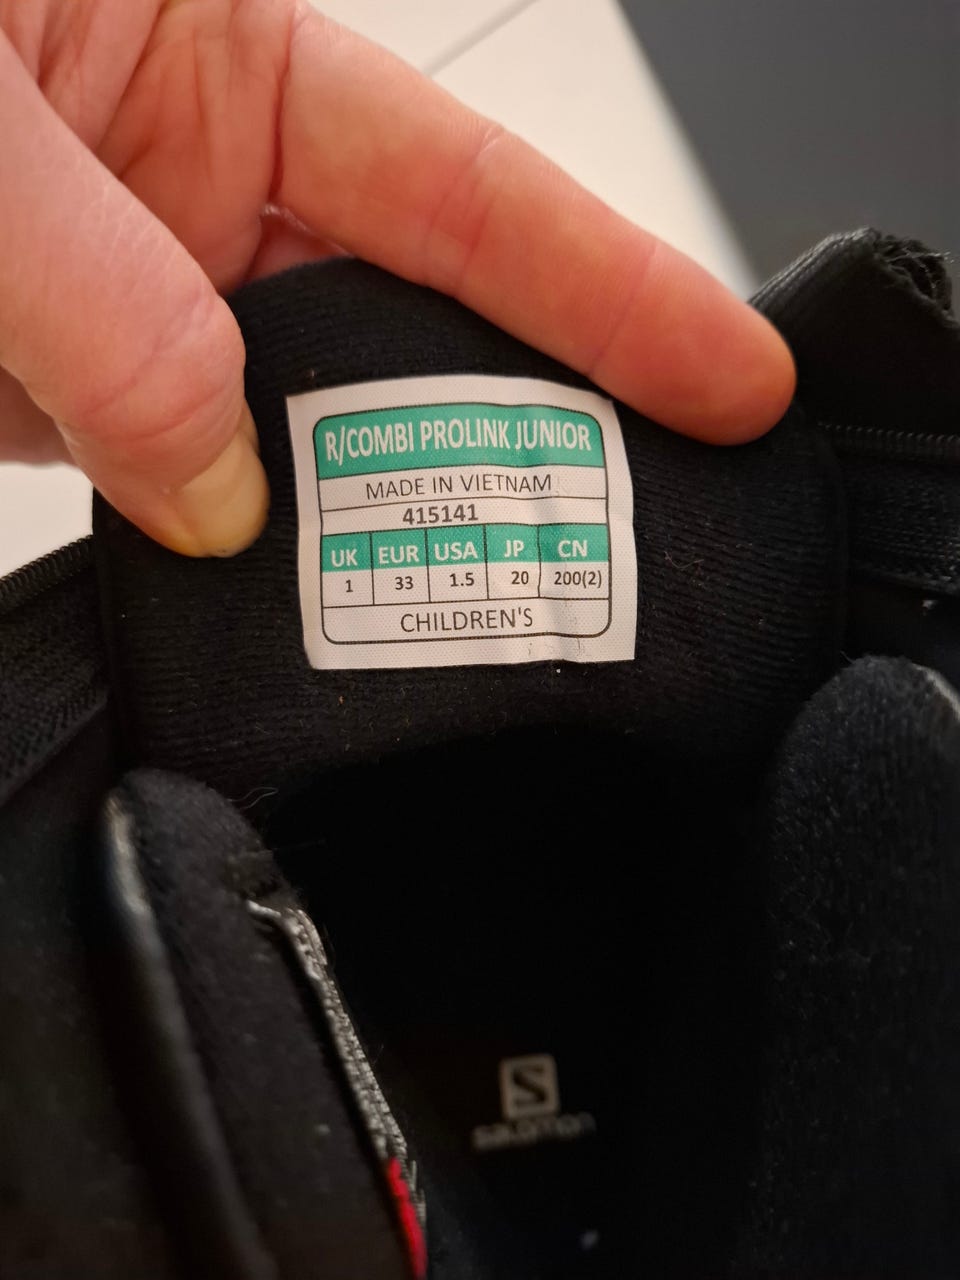 R/COMBI PROLINK JUNIOR
MADE IN VIETNAM
415141
UK EUR USA JP CN
1 33 1.5 20 200(2)
CHILDREN'S
S
salomon